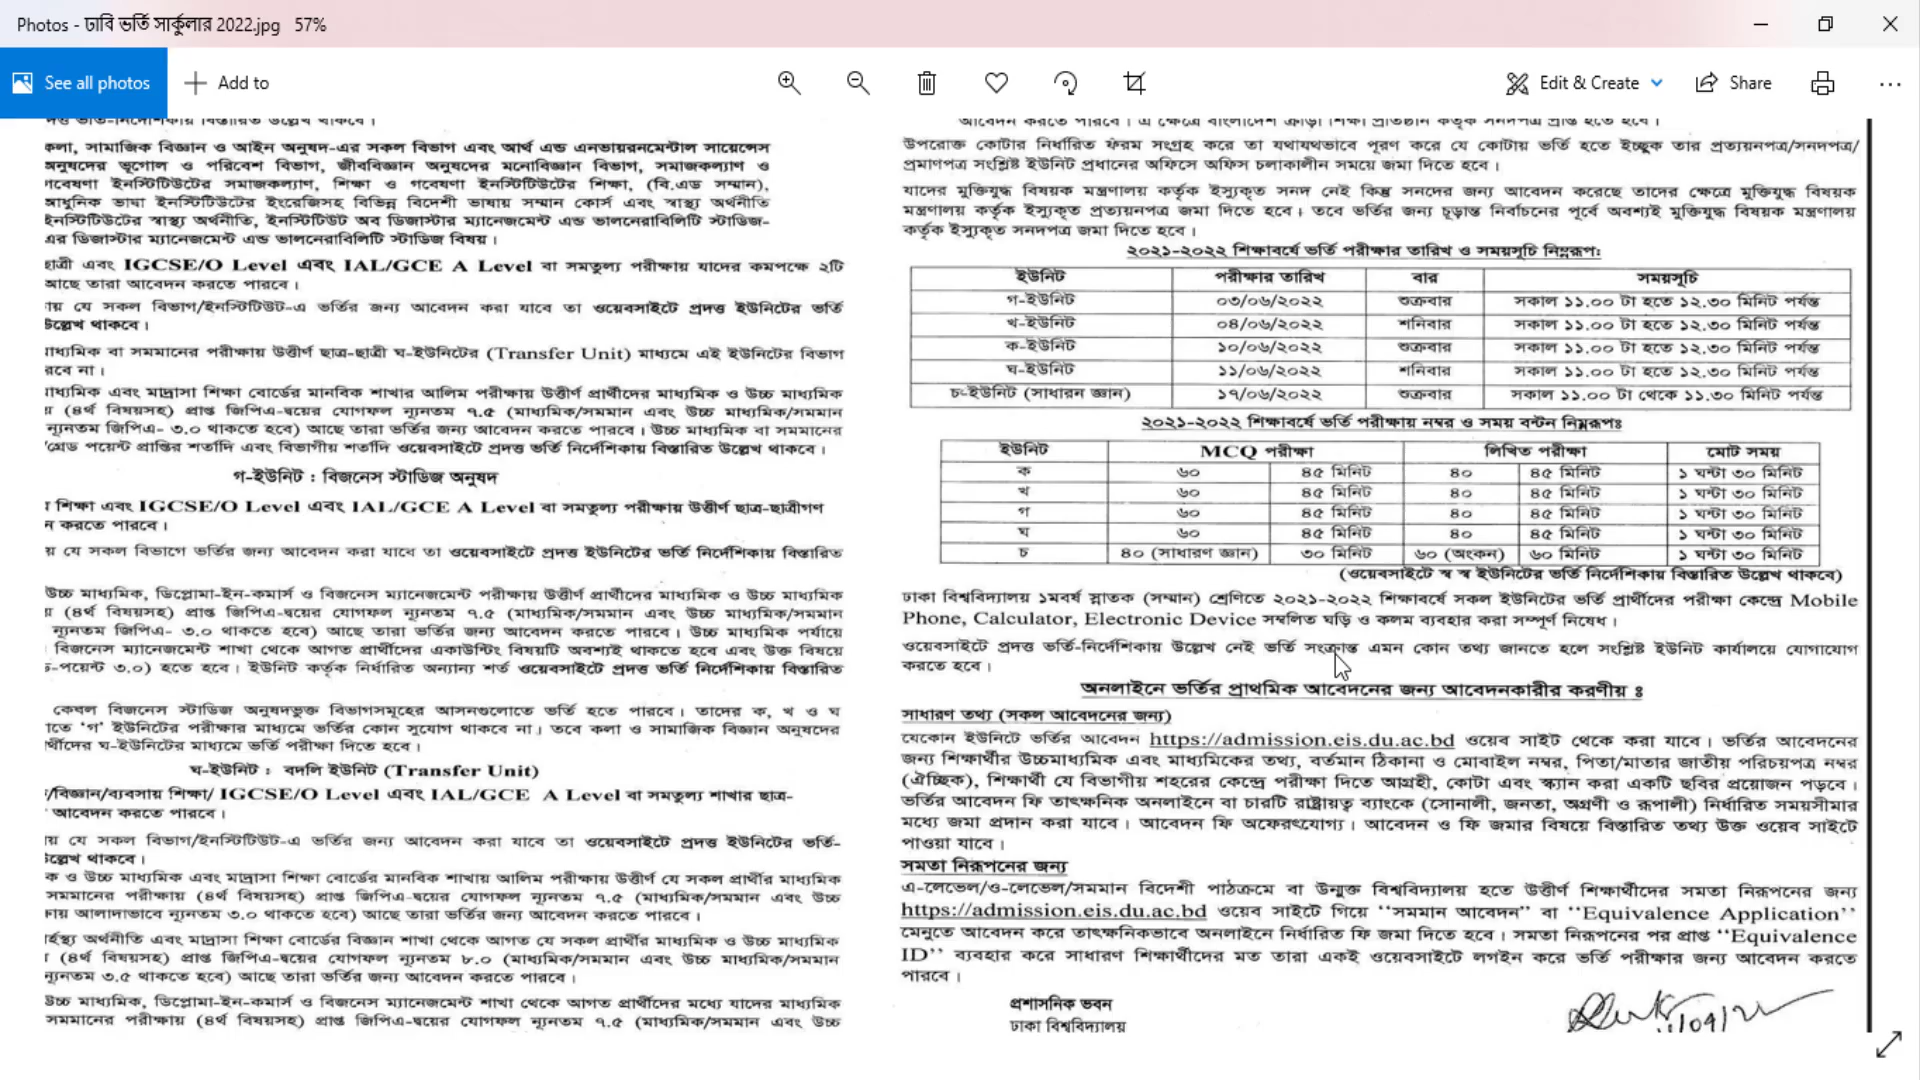 Photos - ঢাবি ভর্তি সার্কুলার 2022.jpg 57%
See all photos
Add to
Edit & Create
Share
দত্ত ভর্তি-নির্দেশিকায় বিস্তারিত উল্লেখ থাকবে।
কলা, সামাজিক বিজ্ঞান ও আইন অনুষদ-এর সকল বিভাগ এবং আর্থ এন্ড এনভায়রনমেন্টাল সায়েন্সেস
অনুষদের ভূগোল ও পরিবেশ বিভাগ, জীববিজ্ঞান অনুষদের মনোবিজ্ঞান বিভাগ, সমাজকল্যাণ ও
গবেষণা ইনস্টিটিউটের সমাজকল্যাণ, শিক্ষা ও গবেষণা ইনস্টিটিউটের শিক্ষা, (বি.এড সম্মান),
আধুনিক ভাষা ইনস্টিটিউটের ইংরেজিসহ বিভিন্ন বিদেশী ভাষায় সম্মান কোর্স এবং স্বাস্থ্য অর্থনীতি
ইনস্টিটিউটের স্বাস্থ্য অর্থনীতি, ইনস্টিটিউট অব ডিজাস্টার ম্যানেজমেন্ট এন্ড ভালনেরাবিলিটি স্টাডিজ-
এর ডিজাস্টার ম্যানেজমেন্ট এন্ড ভালনেরাবিলিটি স্টাডিজ বিষয়।
ছাত্রী এবং IGCSE/O Level এবং IAL/GCE A Level বা সমতুল্য পরীক্ষায় যাদের কমপক্ষে ২টি
আছে তারা আবেদন করতে পারবে।
ায় যে সকল বিভাগ/ইনস্টিটিউট-এ ভর্তির জন্য আবেদন করা যাবে তা ওয়েবসাইটে প্রদত্ত ইউনিটের ভর্তি
উল্লেখ থাকবে।
মাধ্যমিক বা সমমানের পরীক্ষায় উত্তীর্ণ ছাত্র-ছাত্রী ঘ-ইউনিটের (Transfer Unit) মাধ্যমে এই ইউনিটের বিভাগ
রবে না।
মাধ্যমিক এবং মাদ্রাসা শিক্ষা বোর্ডের মানবিক শাখার আলিম পরীক্ষায় উত্তীর্ণ প্রার্থীদের মাধ্যমিক ও উচ্চ মাধ্যমিক
য় (৪র্থ বিষয়সহ) প্রাপ্ত জিপিএ-দ্বয়ের যোগফল ন্যূনতম ৭.৫ (মাধ্যমিক/সমমান এবং উচ্চ মাধ্যমিক/সমমান
ন্যূনতম জিপিএ- ৩.০ থাকতে হবে) আছে তারা ভর্তির জন্য আবেদন করতে পারবে। উচ্চ মাধ্যমিক বা সমমানের
গ্রেড পয়েন্ট প্রাপ্তির শর্তাদি এবং বিভাগীয় শর্তাদি ওয়েবসাইটে প্রদত্ত ভর্তি নির্দেশিকায় বিস্তারিত উল্লেখ থাকবে।
গ-ইউনিট : বিজনেস স্টাডিজ অনুষদ
শিক্ষা এবং IGCSE/O Level এবং IAL/GCE A Level বা সমতুল্য পরীক্ষায় উত্তীর্ণ ছাত্র-ছাত্রীগণ
ন করতে পারবে।
য় যে সকল বিভাগে ভর্তির জন্য আবেদন করা যাবে তা ওয়েবসাইটে প্রদত্ত ইউনিটের ভর্তি নির্দেশিকায় বিস্তারিত
উচ্চ মাধ্যমিক, ডিপ্লোমা-ইন-কমার্স ও বিজনেস ম্যানেজমেন্ট পরীক্ষায় উত্তীর্ণ প্রার্থীদের মাধ্যমিক ও উচ্চ মাধ্যমিক
য় (৪র্থ বিষয়সহ) প্রাপ্ত জিপিএ-দ্বয়ের যোগফল ন্যূনতম ৭.৫ (মাধ্যমিক/সমমান এবং উচ্চ মাধ্যমিক/সমমান
ন্যূনতম জিপিএ- ৩.০ থাকতে হবে) আছে তারা ভর্তির জন্য আবেদন করতে পারবে। উচ্চ মাধ্যমিক পর্যায়ে
বিজনেস ম্যানেজমেন্ট শাখা থেকে আগত প্রার্থীদের একাউন্টিং বিষয়টি অবশ্যই থাকতে হবে এবং উক্ত বিষয়ে
ড-পয়েন্ট ৩.০) হতে হবে। ইউনিট কর্তৃক নির্ধারিত অন্যান্য শর্ত ওয়েবসাইটে প্রদত্ত ভর্তি নির্দেশিকায় বিস্তারিত
কেবল বিজনেস স্টাডিজ অনুষদভুক্ত বিভাগসমূহের আসনগুলোতে ভর্তি হতে পারবে। তাদের ক, খ ও ঘ
াতে ‘গ’ ইউনিটের পরীক্ষার মাধ্যমে ভর্তির কোন সুযোগ থাকবে না। তবে কলা ও সামাজিক বিজ্ঞান অনুষদের
র্থীদের ঘ-ইউনিটের মাধ্যমে ভর্তি পরীক্ষা দিতে হবে।
ঘ-ইউনিট : বদলি ইউনিট (Transfer Unit)
/বিজ্ঞান/ব্যবসায় শিক্ষা/ IGCSE/O Level এবং IAL/GCE A Level বা সমতুল্য শাখার ছাত্র-
আবেদন করতে পারবে।
ায় যে সকল বিভাগ/ইনস্টিটিউট-এ ভর্তির জন্য আবেদন করা যাবে তা ওয়েবসাইটে প্রদত্ত ইউনিটের ভর্তি-
উল্লেখ থাকবে।
ক ও উচ্চ মাধ্যমিক এবং মাদ্রাসা শিক্ষা বোর্ডের মানবিক শাখায় আলিম পরীক্ষায় উত্তীর্ণ যে সকল প্রার্থীর মাধ্যমিক
সমমানের পরীক্ষায় (৪র্থ বিষয়সহ) প্রাপ্ত জিপিএ-দ্বয়ের যোগফল ন্যূনতম ৭.৫ (মাধ্যমিক/সমমান এবং উচ্চ
ায় আলাদাভাবে ন্যূনতম ৩.০ থাকতে হবে) আছে তারা ভর্তির জন্য আবেদন করতে পারবে।
র্হস্থ্য অর্থনীতি এবং মাদ্রাসা শিক্ষা বোর্ডের বিজ্ঞান শাখা থেকে আগত যে সকল প্রার্থীর মাধ্যমিক ও উচ্চ মাধ্যমিক
(৪র্থ বিষয়সহ) প্রাপ্ত জিপিএ-দ্বয়ের যোগফল ন্যূনতম ৮.০ (মাধ্যমিক/সমমান এবং উচ্চ মাধ্যমিক/সমমান
ন্যূনতম ৩.৫ থাকতে হবে) আছে তারা ভর্তির জন্য আবেদন করতে পারবে।
উচ্চ মাধ্যমিক, ডিপ্লোমা-ইন-কমার্স ও বিজনেস ম্যানেজমেন্ট শাখা থেকে আগত প্রার্থীদের মধ্যে যাদের মাধ্যমিক
সমমানের পরীক্ষায় (৪র্থ বিষয়সহ) প্রাপ্ত জিপিএ-দ্বয়ের যোগফল ন্যূনতম ৭.৫ (মাধ্যমিক/সমমান এবং উচ্চ
আবেদন করতে পারবে। এ ক্ষেত্রে বাংলাদেশ ক্রীড়া শিক্ষা প্রতিষ্ঠান কর্তৃক সনদপত্র প্রাপ্ত হতে হবে।
উপরোক্ত কোটার নির্ধারিত ফরম সংগ্রহ করে তা যথাযথভাবে পূরণ করে যে কোটায় ভর্তি হতে ইচ্ছুক তার প্রত্যয়নপত্র/সনদপত্র/
প্রমাণপত্র সংশ্লিষ্ট ইউনিট প্রধানের অফিসে অফিস চলাকালীন সময়ে জমা দিতে হবে।
যাদের মুক্তিযুদ্ধ বিষয়ক মন্ত্রণালয় কর্তৃক ইস্যুকৃত সনদ নেই কিন্তু সনদের জন্য আবেদন করেছে তাদের ক্ষেত্রে মুক্তিযুদ্ধ বিষয়ক
মন্ত্রণালয় কর্তৃক ইস্যুকৃত প্রত্যয়নপত্র জমা দিতে হবে। তবে ভর্তির জন্য চূড়ান্ত নির্বাচনের পূর্বে অবশ্যই মুক্তিযুদ্ধ বিষয়ক মন্ত্রণালয়
কর্তৃক ইস্যুকৃত সনদপত্র জমা দিতে হবে।
২০২১-২০২২ শিক্ষাবর্ষে ভর্তি পরীক্ষার তারিখ ও সময়সূচি নিম্নরূপঃ
ইউনিট পরীক্ষার তারিখ বার সময়সূচি
গ-ইউনিট ০৩/০৬/২০২২ শুক্রবার সকাল ১১.০০ টা হতে ১২.৩০ মিনিট পর্যন্ত
খ-ইউনিট ০৪/০৬/২০২২ শনিবার সকাল ১১.০০ টা হতে ১২.৩০ মিনিট পর্যন্ত
ক-ইউনিট ১০/০৬/২০২২ শুক্রবার সকাল ১১.০০ টা হতে ১২.৩০ মিনিট পর্যন্ত
ঘ-ইউনিট ১১/০৬/২০২২ শনিবার সকাল ১১.০০ টা হতে ১২.৩০ মিনিট পর্যন্ত
চ-ইউনিট (সাধারন জ্ঞান) ১৭/০৬/২০২২ শুক্রবার সকাল ১১.০০ টা থেকে ১১.৩০ মিনিট পর্যন্ত
২০২১-২০২২ শিক্ষাবর্ষে ভর্তি পরীক্ষায় নম্বর ও সময় বন্টন নিম্নরূপঃ
ইউনিট MCQ পরীক্ষা লিখিত পরীক্ষা মোট সময়
ক ৬০ ৪৫ মিনিট ৪০ ৪৫ মিনিট ১ ঘন্টা ৩০ মিনিট
খ ৬০ ৪৫ মিনিট ৪০ ৪৫ মিনিট ১ ঘন্টা ৩০ মিনিট
গ ৬০ ৪৫ মিনিট ৪০ ৪৫ মিনিট ১ ঘন্টা ৩০ মিনিট
ঘ ৬০ ৪৫ মিনিট ৪০ ৪৫ মিনিট ১ ঘন্টা ৩০ মিনিট
চ ৪০ (সাধারণ জ্ঞান) ৩০ মিনিট ৬০ (অংকন) ৬০ মিনিট ১ ঘন্টা ৩০ মিনিট
(ওয়েবসাইটে স্ব স্ব ইউনিটের ভর্তি নির্দেশিকায় বিস্তারিত উল্লেখ থাকবে)
ঢাকা বিশ্ববিদ্যালয় ১মবর্ষ স্নাতক (সম্মান) শ্রেণিতে ২০২১-২০২২ শিক্ষাবর্ষে সকল ইউনিটের ভর্তি প্রার্থীদের পরীক্ষা কেন্দ্রে Mobile
Phone, Calculator, Electronic Device সম্বলিত ঘড়ি ও কলম ব্যবহার করা সম্পূর্ণ নিষেধ।
ওয়েবসাইটে প্রদত্ত ভর্তি-নির্দেশিকায় উল্লেখ নেই ভর্তি সংক্রান্ত এমন কোন তথ্য জানতে হলে সংশ্লিষ্ট ইউনিট কার্যালয়ে যোগাযোগ
করতে হবে।
অনলাইনে ভর্তির প্রাথমিক আবেদনের জন্য আবেদনকারীর করণীয় ঃ
সাধারণ তথ্য (সকল আবেদনের জন্য)
যেকোন ইউনিটে ভর্তির আবেদন https://admission.eis.du.ac.bd ওয়েব সাইট থেকে করা যাবে। ভর্তির আবেদনের
জন্য শিক্ষার্থীর উচ্চমাধ্যমিক এবং মাধ্যমিকের তথ্য, বর্তমান ঠিকানা ও মোবাইল নম্বর, পিতা/মাতার জাতীয় পরিচয়পত্র নম্বর
(ঐচ্ছিক), শিক্ষার্থী যে বিভাগীয় শহরের কেন্দ্রে পরীক্ষা দিতে আগ্রহী, কোটা এবং স্ক্যান করা একটি ছবির প্রয়োজন পড়বে।
ভর্তির আবেদন ফি তাৎক্ষনিক অনলাইনে বা চারটি রাষ্ট্রায়ত্ব ব্যাংকে (সোনালী, জনতা, অগ্রণী ও রূপালী) নির্ধারিত সময়সীমার
মধ্যে জমা প্রদান করা যাবে। আবেদন ফি অফেরৎযোগ্য। আবেদন ও ফি জমার বিষয়ে বিস্তারিত তথ্য উক্ত ওয়েব সাইটে
পাওয়া যাবে।
সমতা নিরূপনের জন্য
এ-লেভেল/ও-লেভেল/সমমান বিদেশী পাঠক্রমে বা উন্মুক্ত বিশ্ববিদ্যালয় হতে উত্তীর্ণ শিক্ষার্থীদের সমতা নিরূপনের জন্য
https://admission.eis.du.ac.bd ওয়েব সাইটে গিয়ে “সমমান আবেদন” বা “Equivalence Application”
মেনুতে আবেদন করে তাৎক্ষনিকভাবে অনলাইনে নির্ধারিত ফি জমা দিতে হবে। সমতা নিরূপনের পর প্রাপ্ত “Equivalence
ID” ব্যবহার করে সাধারণ শিক্ষার্থীদের মত তারা একই ওয়েবসাইটে লগইন করে ভর্তি পরীক্ষার জন্য আবেদন করতে
পারবে।
প্রশাসনিক ভবন
ঢাকা বিশ্ববিদ্যালয়